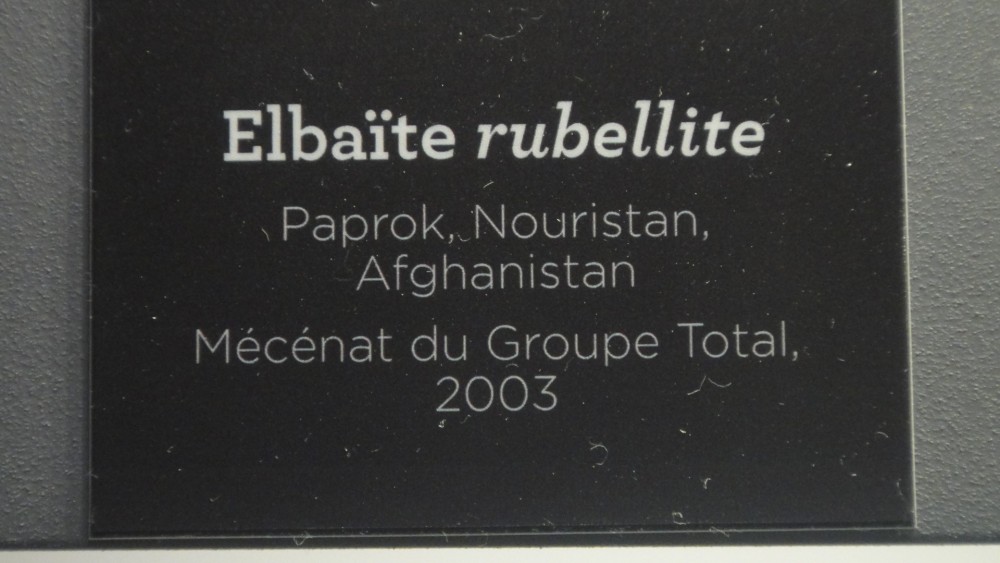 Elbaïte rubellite
Paprok, Nouristan,
Afghanistan
Mécénat du Groupe Total,
2003